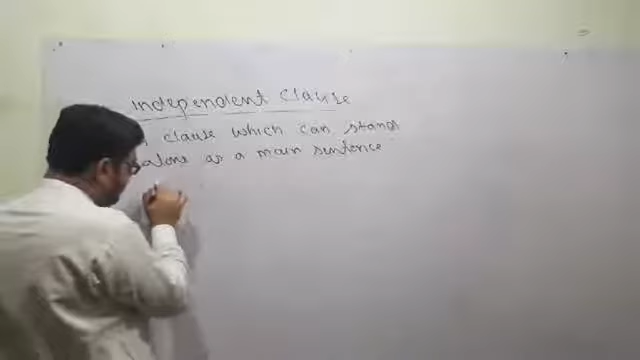 independent clause
clause which can stand
alone as a main sentence